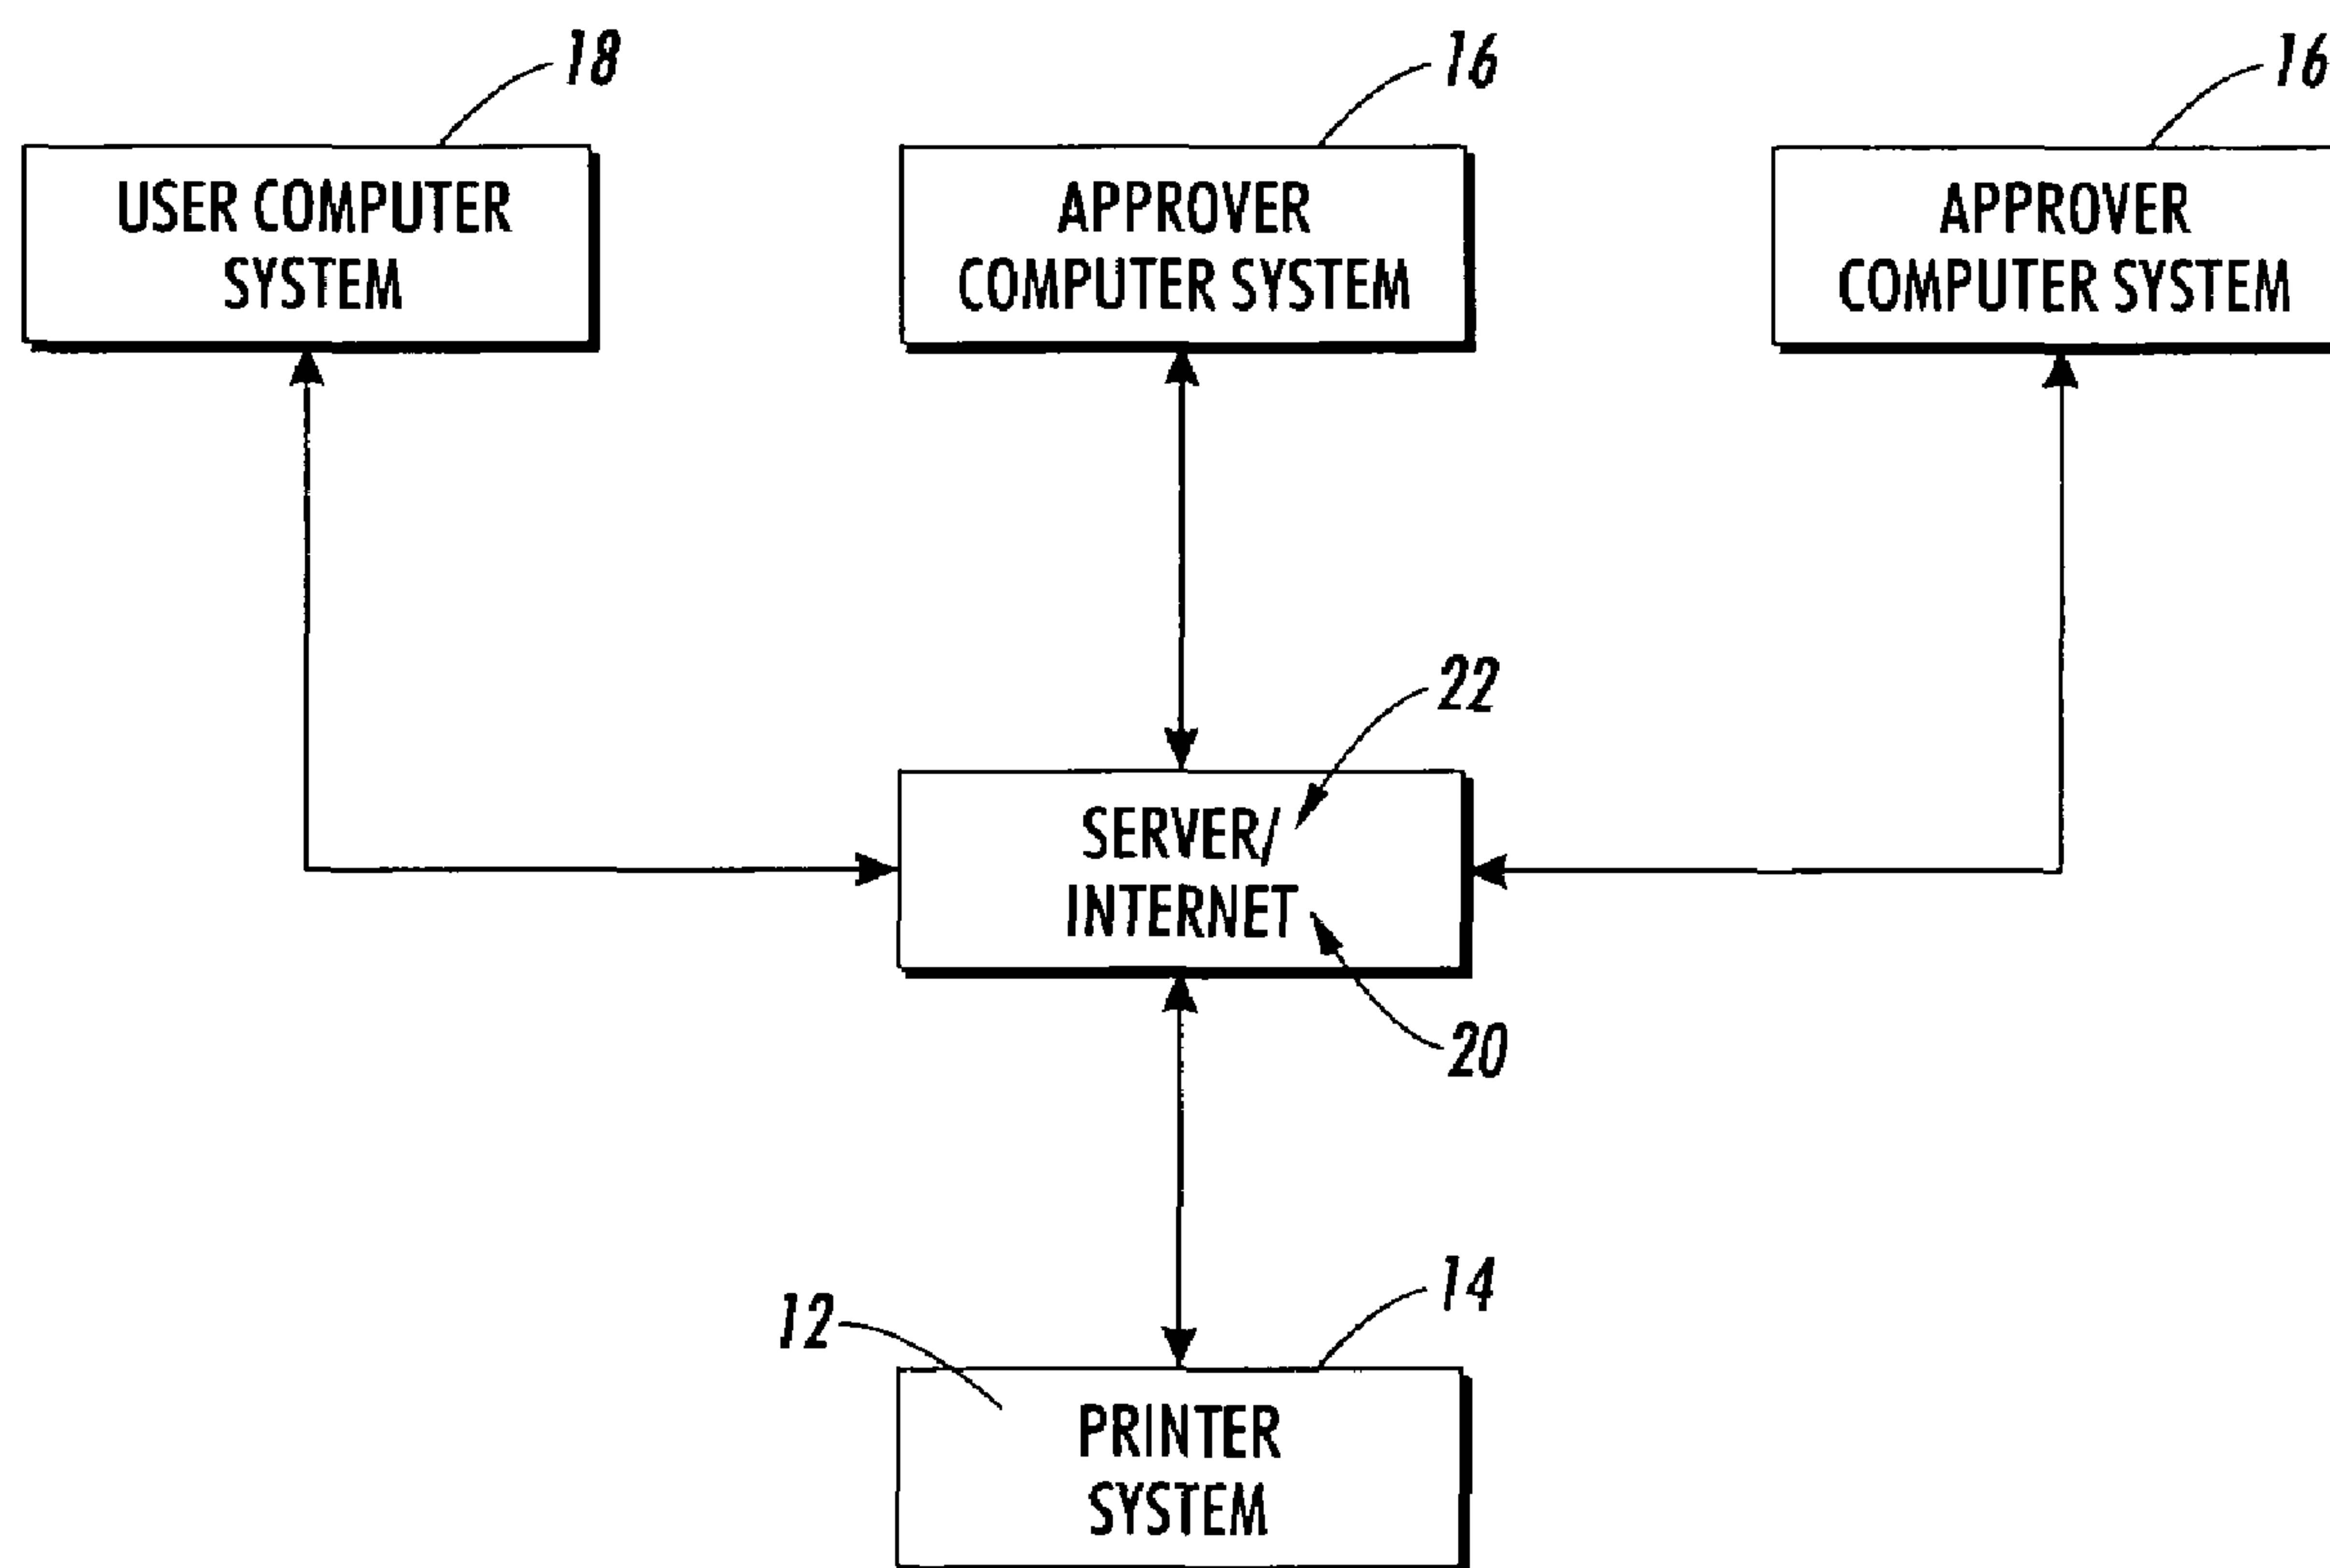 18
16
16
USER COMPUTER
SYSTEM
APPROVER
COMPUTER SYSTEM
APPROVER
COMPUTER SYSTEM
22
SERVER/
INTERNET
20
12
14
PRINTER
SYSTEM